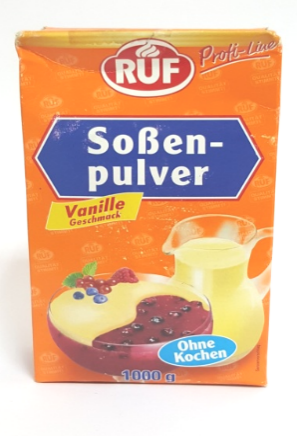 RUF
Profi-Line
Soßen-
pulver
Vanille
Geschmack
Ohne
Kochen
1000 g